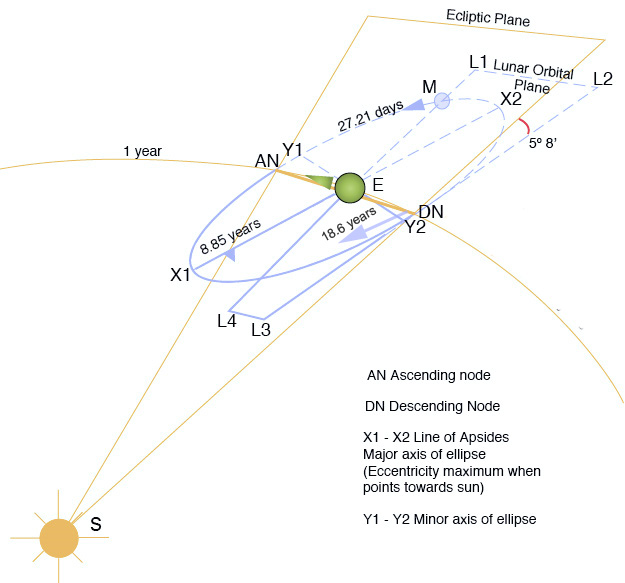 Ecliptic Plane
L1
Lunar Orbital
Plane
L2
M
X2
27.21 days
5º 8’
1 year
Y1
AN
E
DN
18.6 years
Y2
8.85 years
X1
L4
L3
AN Ascending node
DN Descending Node
X1 - X2 Line of Apsides
Major axis of ellipse
(Eccentricity maximum when
points towards sun)
Y1 - Y2 Minor axis of ellipse
S